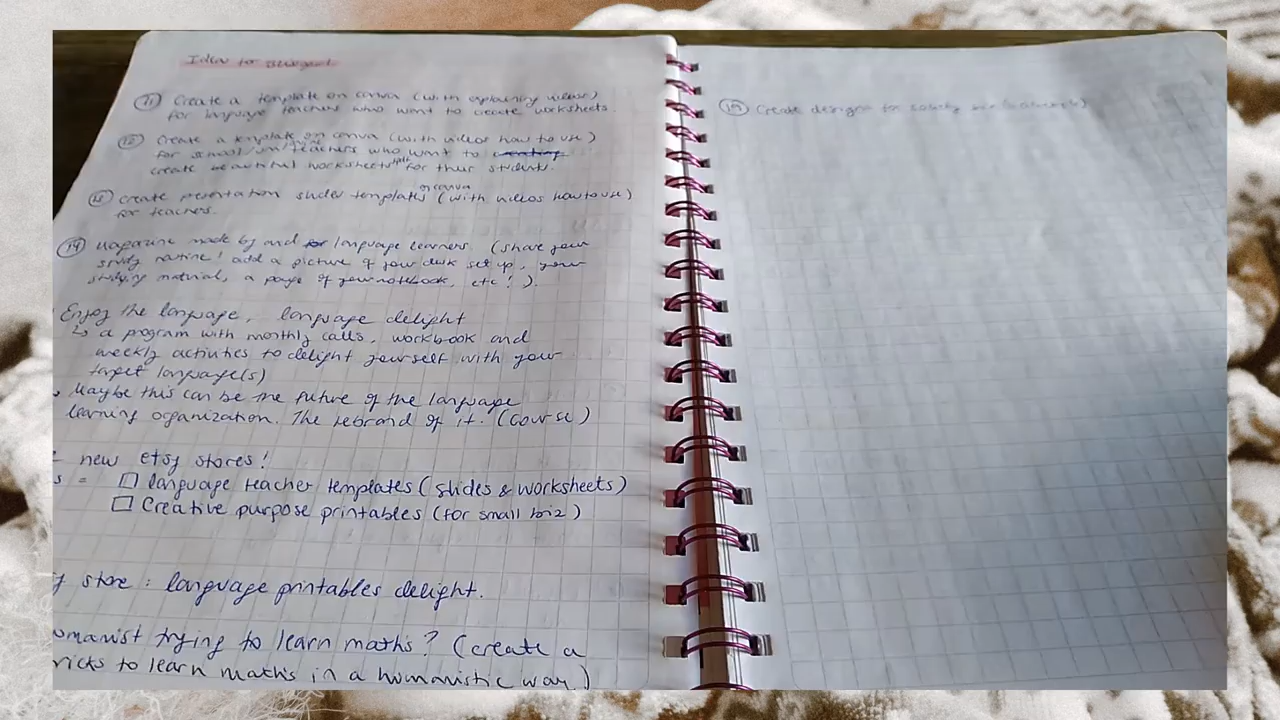 Ideas for
(11) Create a template on canva (with explaining videos)
for language teachers who want to create worksheets.
(12) Create a template on canva (with videos how to use)
for school/uni/ teachers who want to
create beautiful worksheets for their students.
create presentation slides templates on canva (with videos how to use)
for teachers.
(14) Magazine made by and for language learners. (share your
study routine! add a picture of your desk set up, your
studying material, a page of your notebook, etc!).
Enjoy the language, language delight
↳ a program with monthly calls, workbook and
weekly activities to delight yourself with your
target language(s)
Maybe this can be the future of the language
learning organization. The rebrand of it. (course)
new etsy stores!
□ language teacher templates (slides & worksheets)
□ Creative purpose printables (for small biz)
y store: language printables delight.
umanist trying to learn maths? (create a
ricks to learn maths in a humanistic way)
(19) Create designs to